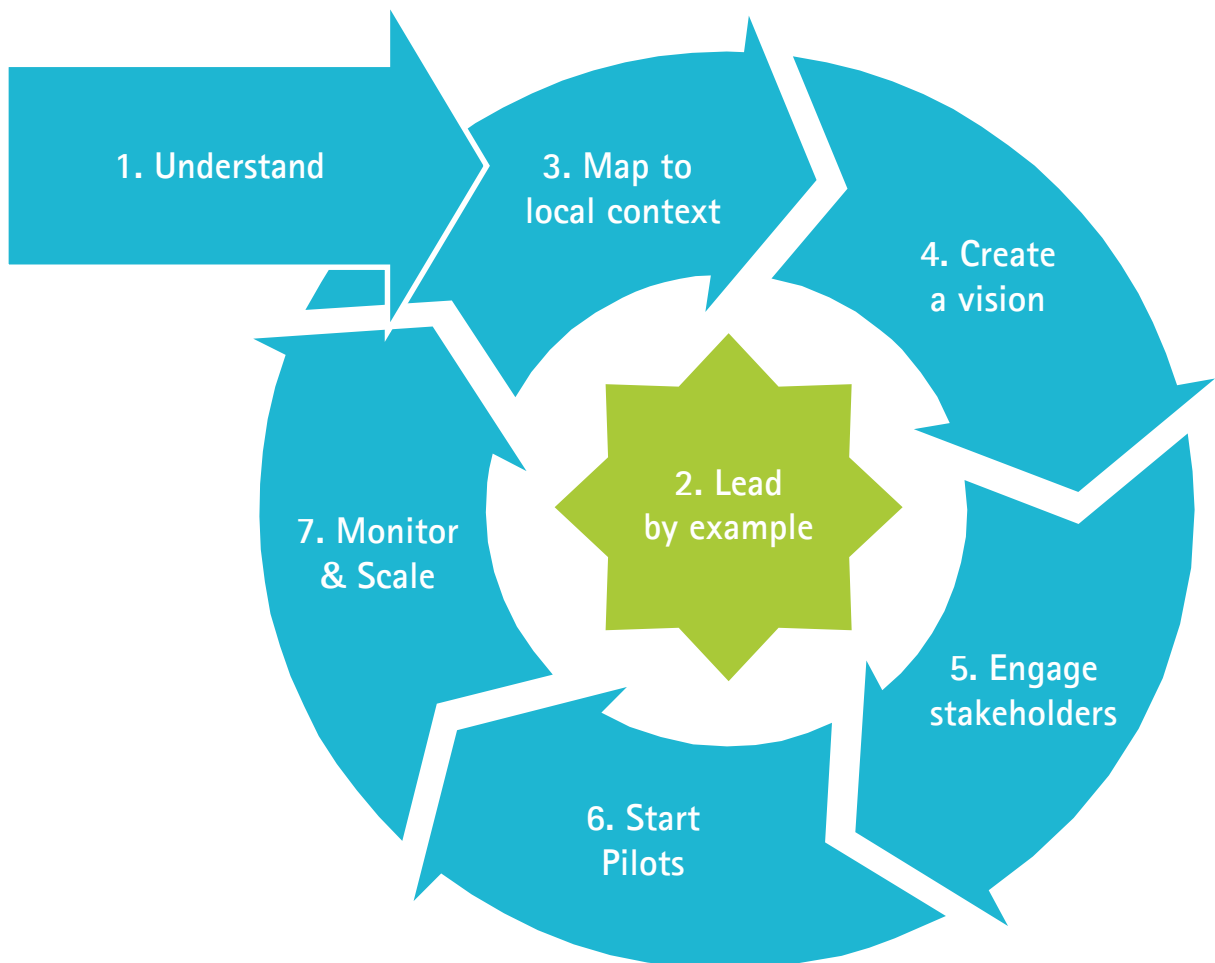 1. Understand
3. Map to
local context
4. Create
a vision
2. Lead
by example
7. Monitor
& Scale
5. Engage
stakeholders
6. Start
Pilots